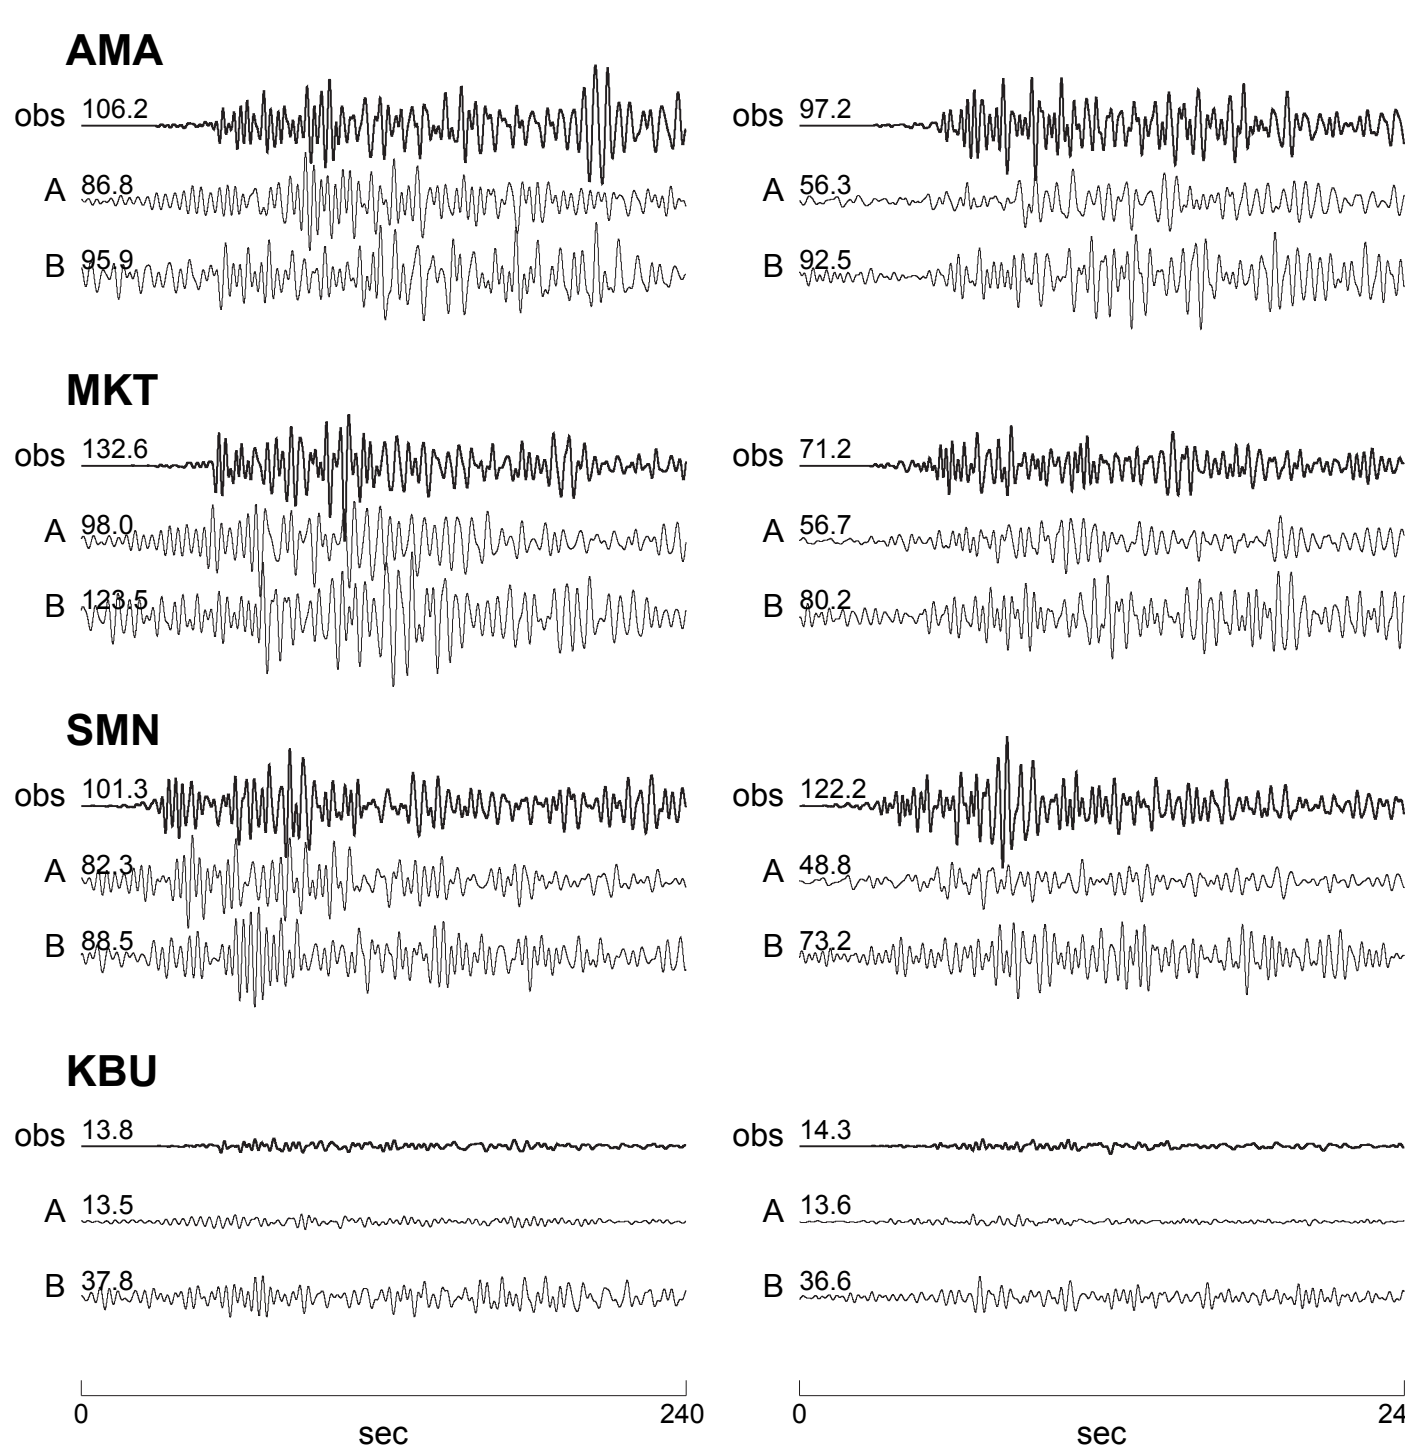 AMA
obs 106.2 obs 97.2
A 86.8 A 56.3
B 95.9 B 92.5
MKT
obs 132.6 obs 71.2
A 98.0 A 56.7
B 123.5 B 80.2
SMN
obs 101.3 obs 122.2
A 82.3 A 48.8
B 88.5 B 73.2
KBU
obs 13.8 obs 14.3
A 13.5 A 13.6
B 37.8 B 36.6
0 240 0 24
sec sec